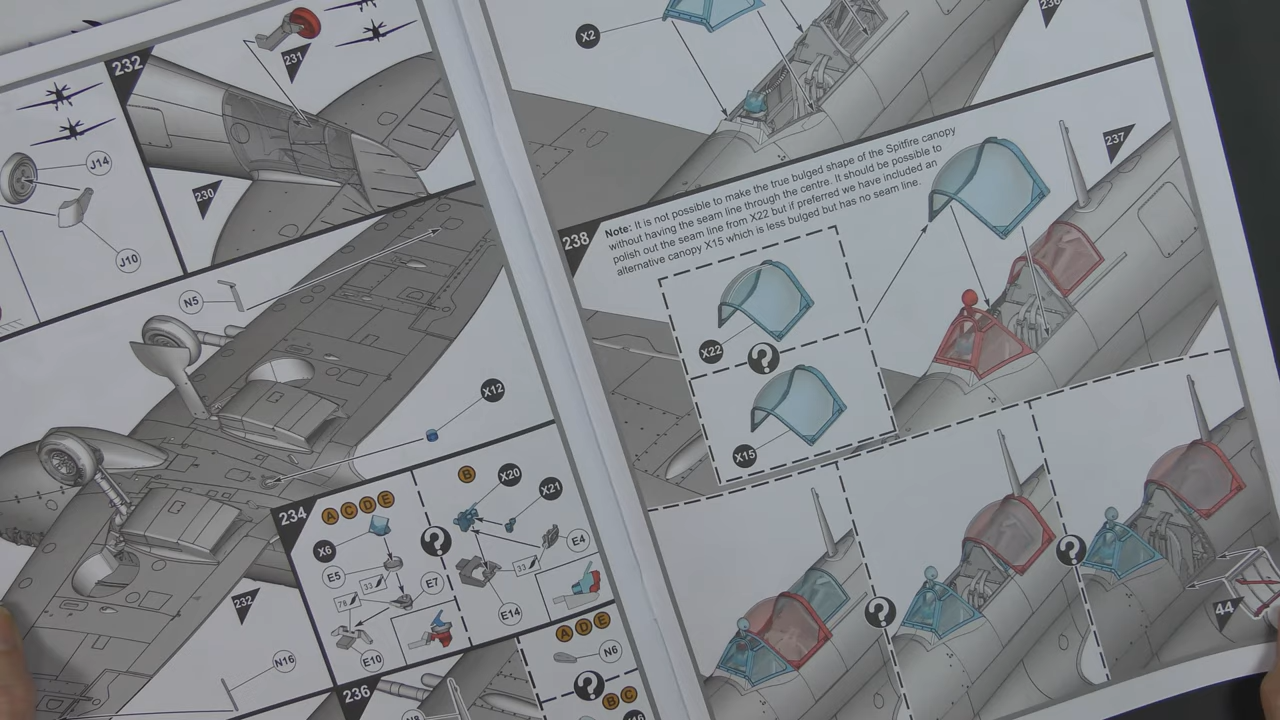 232
231
J14
230
J10
N5
X12
232
N16
234
A C D E
X6
E5
33
E7
78
E10
?
B
X20
X21
E4
33
E14
236
A D E
N6
?
B C
X2
237
238
Note: It is not possible to make the true bulged shape of the Spitfire canopy
without having the seam line through the centre. It should be possible to
polish out the seam line from X22 but if preferred we have included an
alternative canopy X15 which is less bulged but has no seam line.
X22
?
X15
?
?
44